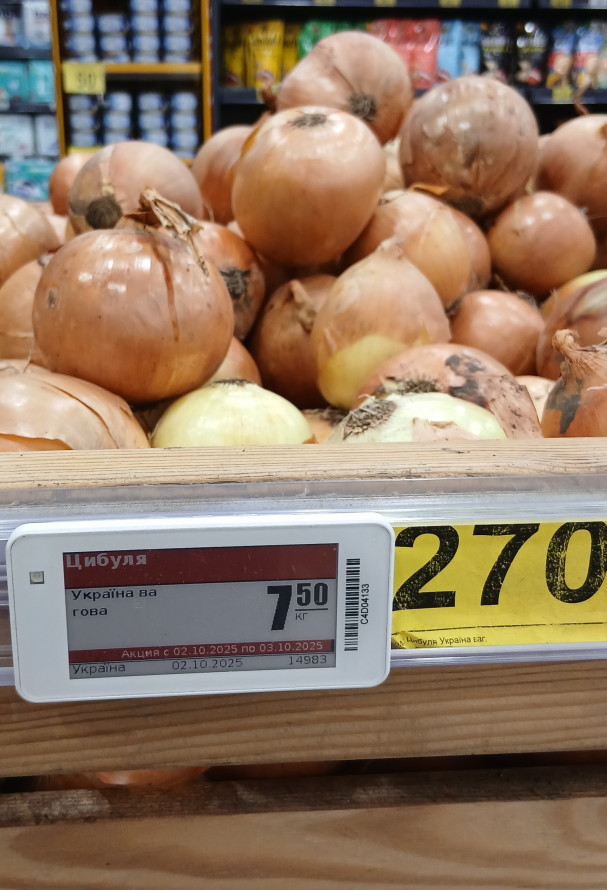 50
Цибуля
Україна ва
гова
7 50
КГ
Акция с 02.10.2025 по 03.10.2025
Україна 02.10.2025 14983
C4D04133
270
Цибуля Україна ваг.